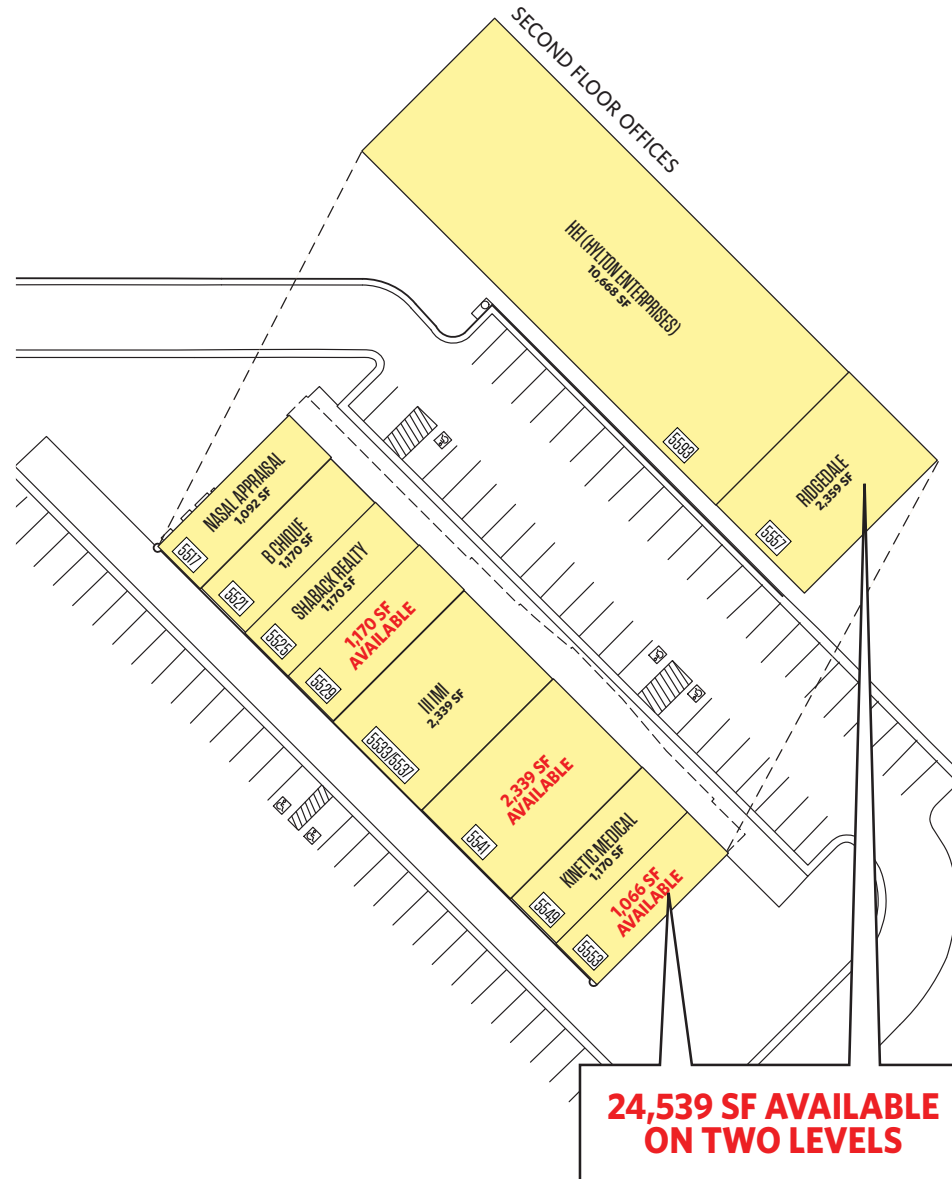 SECOND FLOOR OFFICES
HEI (HYLTON ENTERPRISES)
10,668 SF
5593
RIDGEDALE
2,359 SF
5557
NASAL APPRAISAL
1,092 SF
5517
B CHIQUE
1,170 SF
5521
SHABACK REALTY
1,170 SF
5525
1,170 SF
AVAILABLE
5529
III IMI
2,339 SF
5533/5537
2,339 SF
AVAILABLE
5541
KINETIC MEDICAL
1,170 SF
5549
1,066 SF
AVAILABLE
5553
24,539 SF AVAILABLE
ON TWO LEVELS